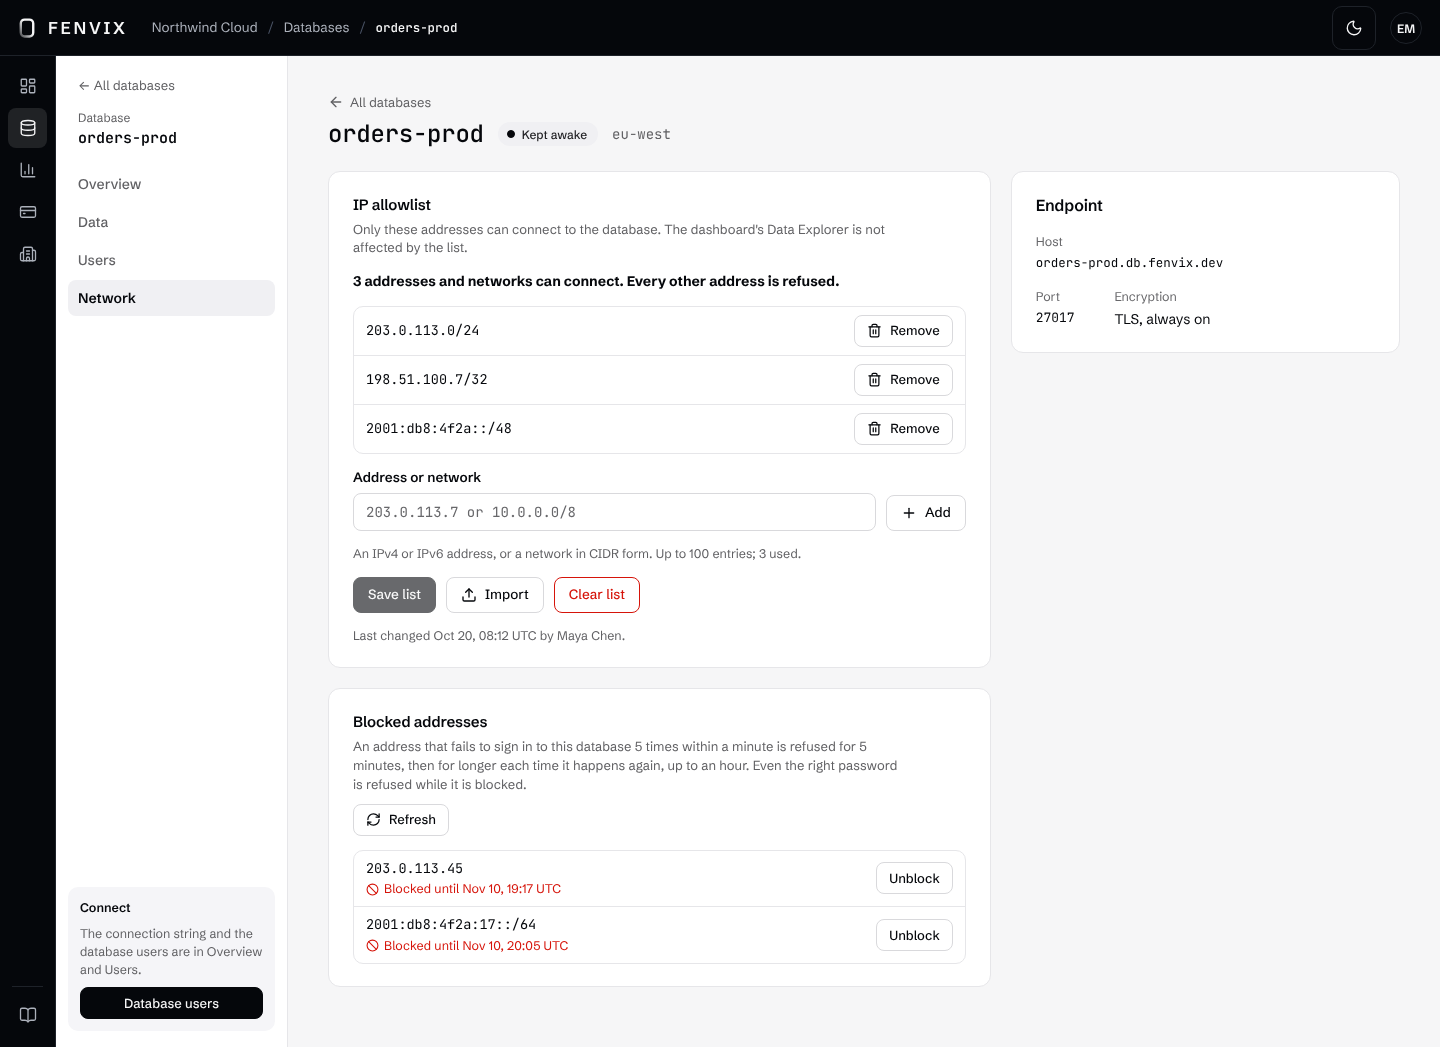 FENVIX
Northwind Cloud / Databases / orders-prod
EM
← All databases
Database
orders-prod
Overview
Data
Users
Network
Connect
The connection string and the
database users are in Overview
and Users.
Database users
← All databases
orders-prod
Kept awake
eu-west
IP allowlist
Only these addresses can connect to the database. The dashboard's Data Explorer is not
affected by the list.
3 addresses and networks can connect. Every other address is refused.
203.0.113.0/24
Remove
198.51.100.7/32
Remove
2001:db8:4f2a::/48
Remove
Address or network
203.0.113.7 or 10.0.0.0/8
Add
An IPv4 or IPv6 address, or a network in CIDR form. Up to 100 entries; 3 used.
Save list
Import
Clear list
Last changed Oct 20, 08:12 UTC by Maya Chen.
Blocked addresses
An address that fails to sign in to this database 5 times within a minute is refused for 5
minutes, then for longer each time it happens again, up to an hour. Even the right password
is refused while it is blocked.
Refresh
203.0.113.45
Blocked until Nov 10, 19:17 UTC
Unblock
2001:db8:4f2a:17::/64
Blocked until Nov 10, 20:05 UTC
Unblock
Endpoint
Host
orders-prod.db.fenvix.dev
Port
27017
Encryption
TLS, always on